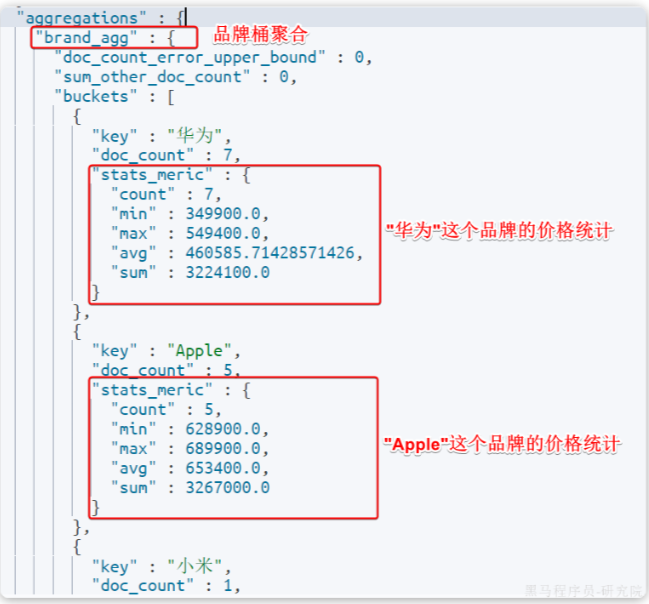 "aggregations" : {
"brand_agg" : { 品牌桶聚合
"doc_count_error_upper_bound" : 0,
"sum_other_doc_count" : 0,
"buckets" : [
{
"key" : "华为",
"doc_count" : 7,
"stats_meric" : {
"count" : 7,
"min" : 349900.0,
"max" : 549400.0,
"avg" : 460585.71428571426,
"sum" : 3224100.0
}
"华为"这个品牌的价格统计
},
{
"key" : "Apple",
"doc_count" : 5,
"stats_meric" : {
"count" : 5,
"min" : 628900.0,
"max" : 689900.0,
"avg" : 653400.0,
"sum" : 3267000.0
}
"Apple"这个品牌的价格统计
},
{
"key" : "小米",
"doc_count" : 1,
黑马程序员-研究院